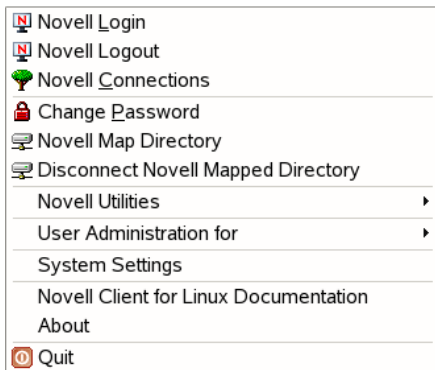 Novell Login
Novell Logout
Novell Connections
Change Password
Novell Map Directory
Disconnect Novell Mapped Directory
Novell Utilities
User Administration for
System Settings
Novell Client for Linux Documentation
About
Quit